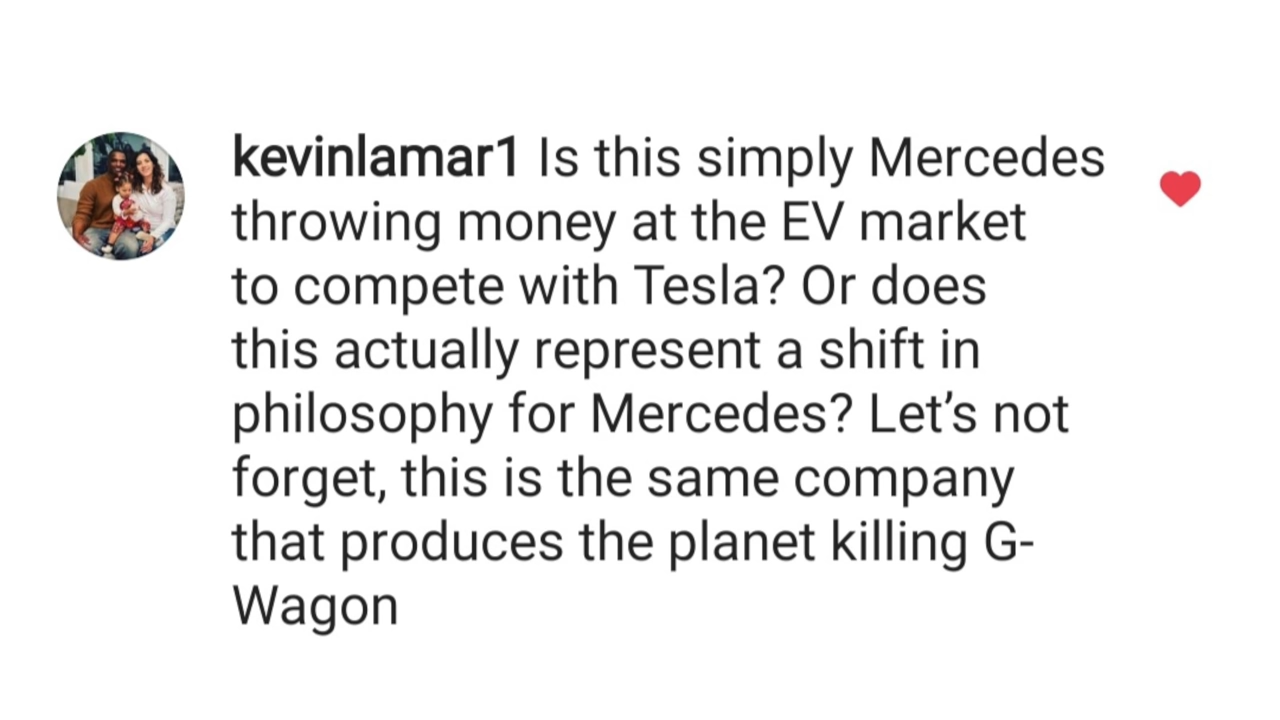 kevinlamar1 Is this simply Mercedes
throwing money at the EV market
to compete with Tesla? Or does
this actually represent a shift in
philosophy for Mercedes? Let’s not
forget, this is the same company
that produces the planet killing G-
Wagon